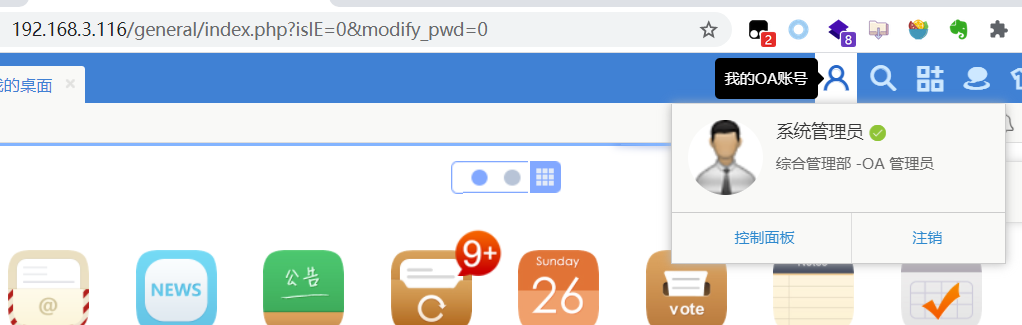 192.168.3.116/general/index.php?isIE=0&modify_pwd=0
2
8
的桌面
我的OA账号
系统管理员
综合管理部 -OA 管理员
控制面板
注销
@
NEWS
公告
9+
Sunday
26
vote